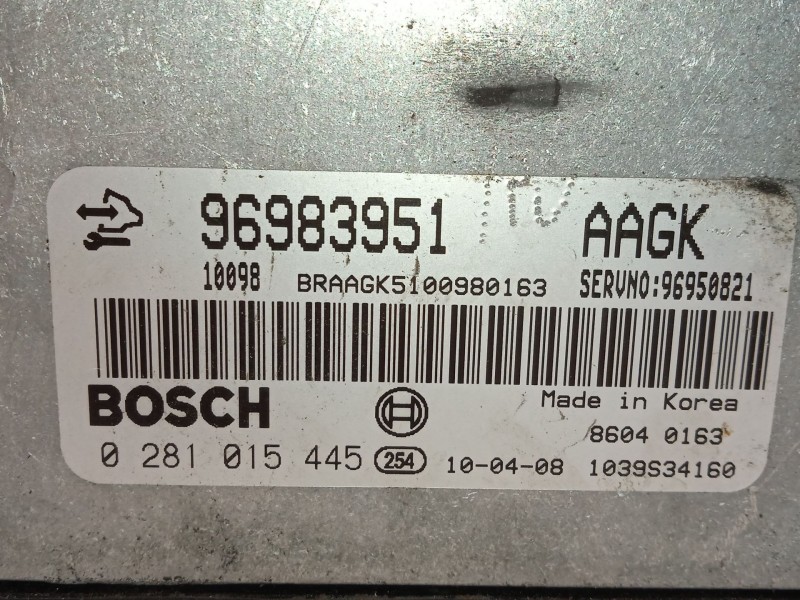 96983951 AAGK
10098 BRAAGK5100980163 SERVNO:96950821
BOSCH Made in Korea
8604 0163
0 281 015 445 254 10-04-08 1039S34160